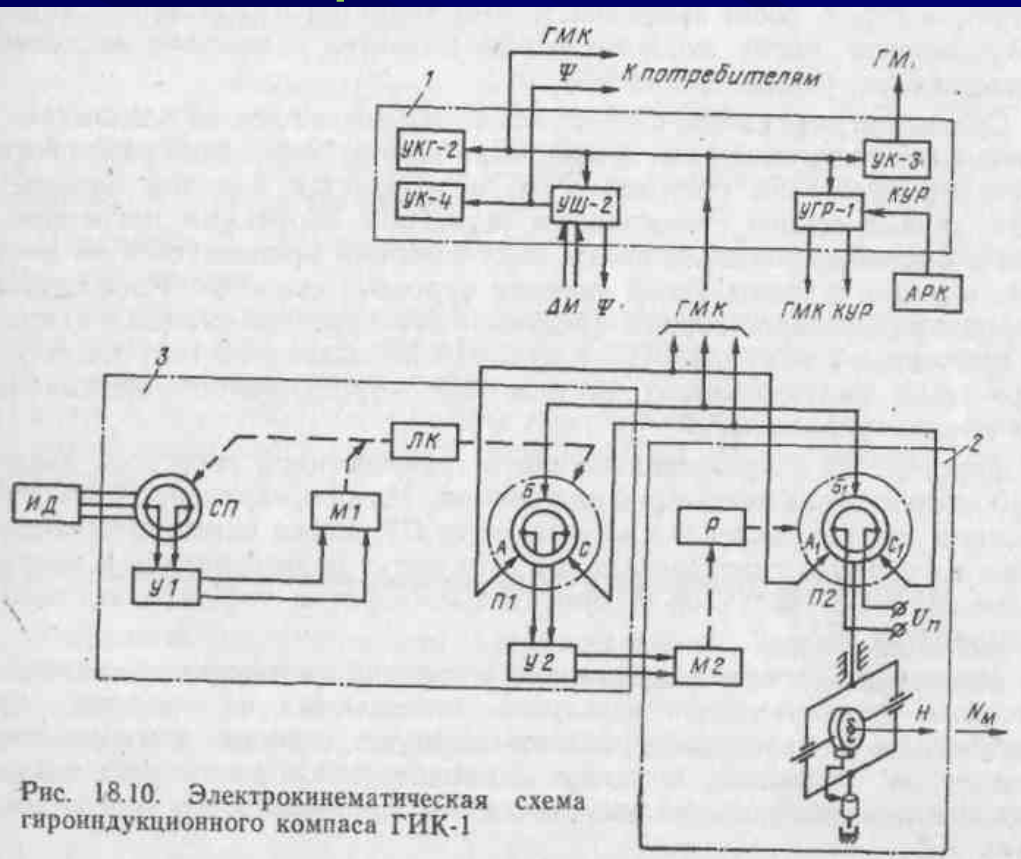 ГМК
ψ
К потребителям
ГМ.
1
УКГ-2
УК-3
УК-4
УШ-2
УГР-1
КУР
АРК
ΔМ ψ
ГМК
ГМК КУР
3
2
ЛК
ИД
СП
М1
Б
Б₁
Р
А
С
А₁
С₁
У1
П1
П2
Uп
У2
М2
Н
Nм
Рис. 18.10. Электрокинематическая схема
гироиндукционного компаса ГИК-1